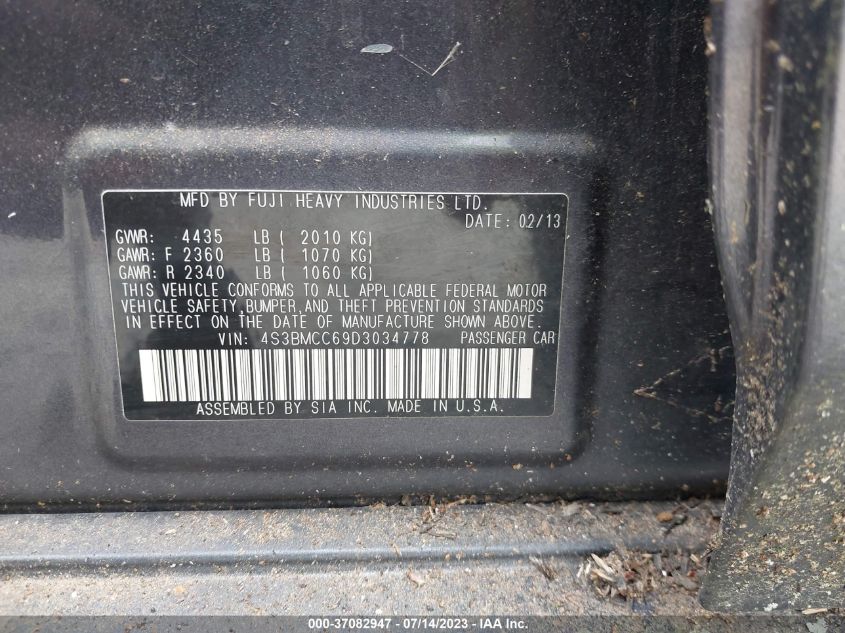 MFD BY FUJI HEAVY INDUSTRIES LTD.
DATE: 02/13
GVWR: 4435 LB ( 2010 KG)
GAWR: F 2360 LB ( 1070 KG)
GAWR: R 2340 LB ( 1060 KG)
THIS VEHICLE CONFORMS TO ALL APPLICABLE FEDERAL MOTOR
VEHICLE SAFETY, BUMPER, AND THEFT PREVENTION STANDARDS
IN EFFECT ON THE DATE OF MANUFACTURE SHOWN ABOVE.
VIN: 4S3BMCC69D3034778 PASSENGER CAR
ASSEMBLED BY SIA INC. MADE IN U.S.A.
000-37082947 - 07/14/2023 - IAA Inc.